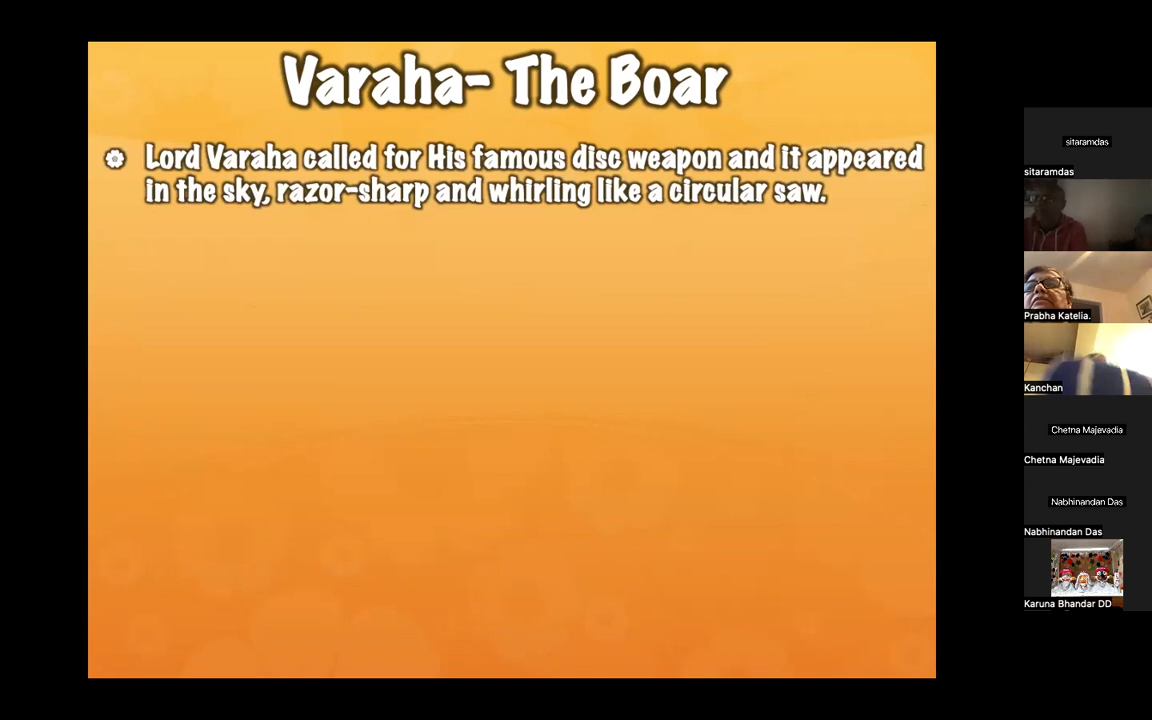 Varaha- The Boar
Lord Varaha called for His famous disc weapon and it appeared
in the sky, razor-sharp and whirling like a circular saw.
sitaramdas
sitaramdas
Prabha Katelia.
Kanchan
Chetna Majevadia
Chetna Majevadia
Nabhinandan Das
Nabhinandan Das
Karuna Bhandar DD